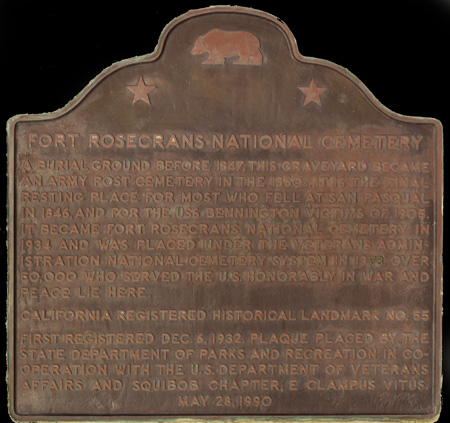 FORT ROSECRANS NATIONAL CEMETERY
A BURIAL GROUND BEFORE 1847, THIS GRAVEYARD BECAME
AN ARMY POST CEMETERY IN THE 1860s. IT IS THE FINAL
RESTING PLACE FOR MOST WHO FELL AT SAN PASQUAL
IN 1846, AND FOR THE USS BENNINGTON VICTIMS OF 1905.
IT BECAME FORT ROSECRANS NATIONAL CEMETERY IN
1934 AND WAS PLACED UNDER THE VETERANS ADMIN-
ISTRATION NATIONAL CEMETERY SYSTEM IN 1973. OVER
50,000 WHO SERVED THE U.S. HONORABLY IN WAR AND
PEACE LIE HERE.
CALIFORNIA REGISTERED HISTORICAL LANDMARK NO. 55
FIRST REGISTERED DEC. 6, 1932. PLAQUE PLACED BY THE
STATE DEPARTMENT OF PARKS AND RECREATION IN CO-
OPERATION WITH THE U.S. DEPARTMENT OF VETERANS
AFFAIRS AND SQUIBOB CHAPTER, E CLAMPUS VITUS.
MAY 28, 1990